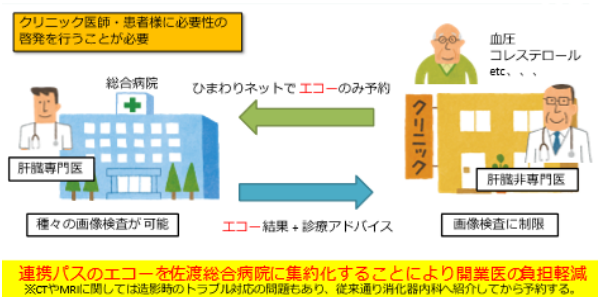 クリニック医師・患者様に必要性の
啓発を行うことが必要
総合病院
ひまわりネットでエコーのみ予約
血圧
コレステロール
etc、、、
クリニック
肝臓専門医
肝臓非専門医
種々の画像検査が可能
エコー結果+診療アドバイス
画像検査に制限
連携パスのエコーを佐渡総合病院に集約化することにより開業医の負担軽減
※CTやMRIに関しては造影時のトラブル対応の問題もあり、従来通り消化器内科へ紹介してから予約する。